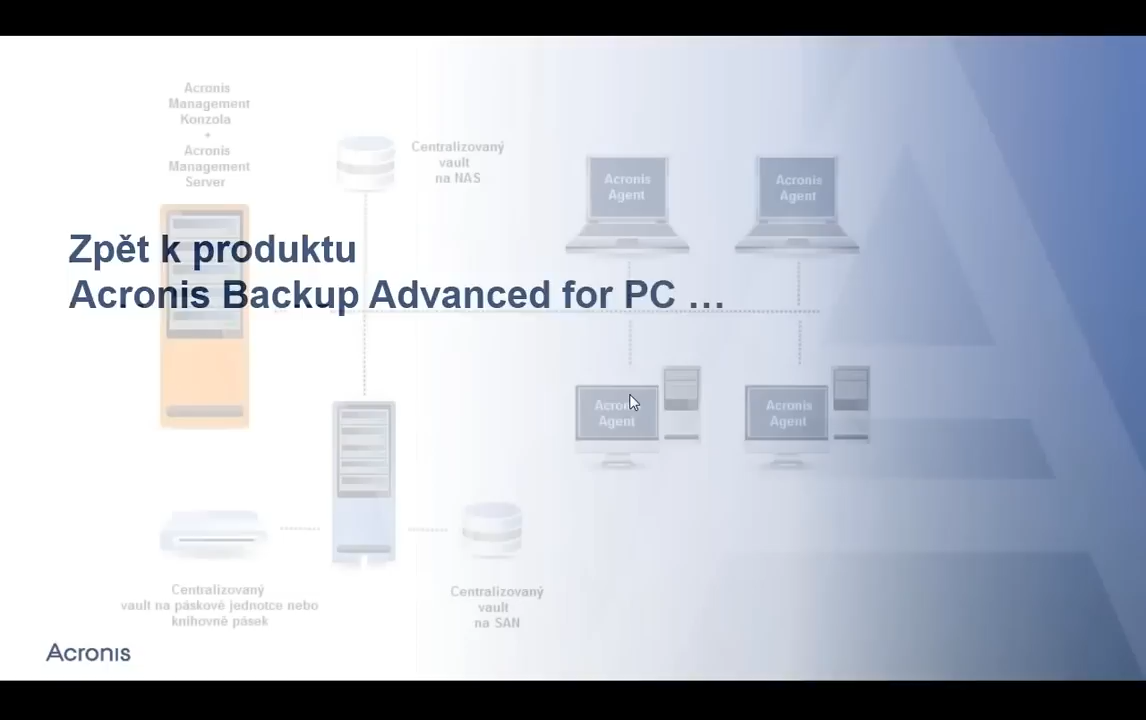 Acronis
Management
Konzola
+
Acronis
Management
Server
Centralizovaný
vault
na NAS
Acronis
Agent
Acronis
Agent
Zpět k produktu
Acronis Backup Advanced for PC ...
Acronis
Agent
Acronis
Agent
Centralizovaný
vault na páskové jednotce nebo
knihovně pásek
Centralizovaný
vault
na SAN
Acronis